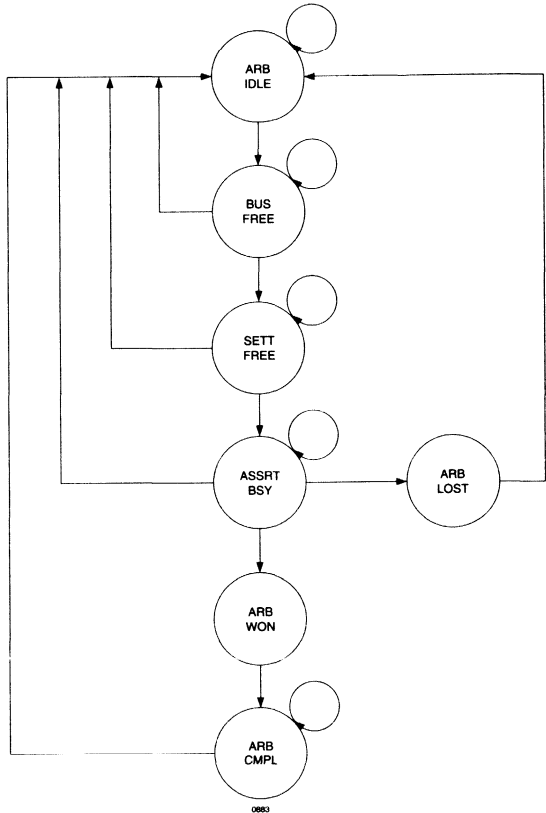 ARB
IDLE
BUS
FREE
SETT
FREE
ASSRT
BSY
ARB
LOST
ARB
WON
ARB
CMPL
0883